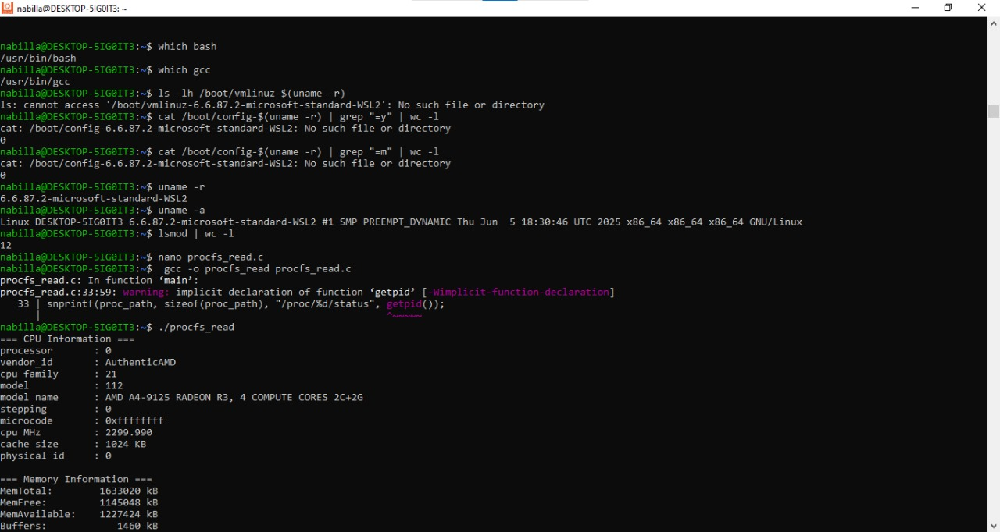 nabilla@DESKTOP-5IG0IT3: ~
nabilla@DESKTOP-5IG0IT3:~$ which bash
/usr/bin/bash
nabilla@DESKTOP-5IG0IT3:~$ which gcc
/usr/bin/gcc
nabilla@DESKTOP-5IG0IT3:~$ ls -lh /boot/vmlinuz-$(uname -r)
ls: cannot access '/boot/vmlinuz-6.6.87.2-microsoft-standard-WSL2': No such file or directory
nabilla@DESKTOP-5IG0IT3:~$ cat /boot/config-$(uname -r) | grep "=y" | wc -l
cat: /boot/config-6.6.87.2-microsoft-standard-WSL2: No such file or directory
0
nabilla@DESKTOP-5IG0IT3:~$ cat /boot/config-$(uname -r) | grep "=m" | wc -l
cat: /boot/config-6.6.87.2-microsoft-standard-WSL2: No such file or directory
0
nabilla@DESKTOP-5IG0IT3:~$ uname -r
6.6.87.2-microsoft-standard-WSL2
nabilla@DESKTOP-5IG0IT3:~$ uname -a
Linux DESKTOP-5IG0IT3 6.6.87.2-microsoft-standard-WSL2 #1 SMP PREEMPT_DYNAMIC Thu Jun  5 18:30:46 UTC 2025 x86_64 x86_64 x86_64 GNU/Linux
nabilla@DESKTOP-5IG0IT3:~$ lsmod | wc -l
12
nabilla@DESKTOP-5IG0IT3:~$ nano procfs_read.c
nabilla@DESKTOP-5IG0IT3:~$  gcc -o procfs_read procfs_read.c
procfs_read.c: In function ‘main’:
procfs_read.c:33:59: warning: implicit declaration of function ‘getpid’ [-Wimplicit-function-declaration]
   33 | snprintf(proc_path, sizeof(proc_path), "/proc/%d/status", getpid());
      |                                                           ^~~~~~
nabilla@DESKTOP-5IG0IT3:~$ ./procfs_read
=== CPU Information ===
processor       : 0
vendor_id       : AuthenticAMD
cpu family      : 21
model           : 112
model name      : AMD A4-9125 RADEON R3, 4 COMPUTE CORES 2C+2G
stepping        : 0
microcode       : 0xffffffff
cpu MHz         : 2299.990
cache size      : 1024 KB
physical id     : 0
=== Memory Information ===
MemTotal:        1633020 kB
MemFree:         1145048 kB
MemAvailable:    1227424 kB
Buffers:            1460 kB